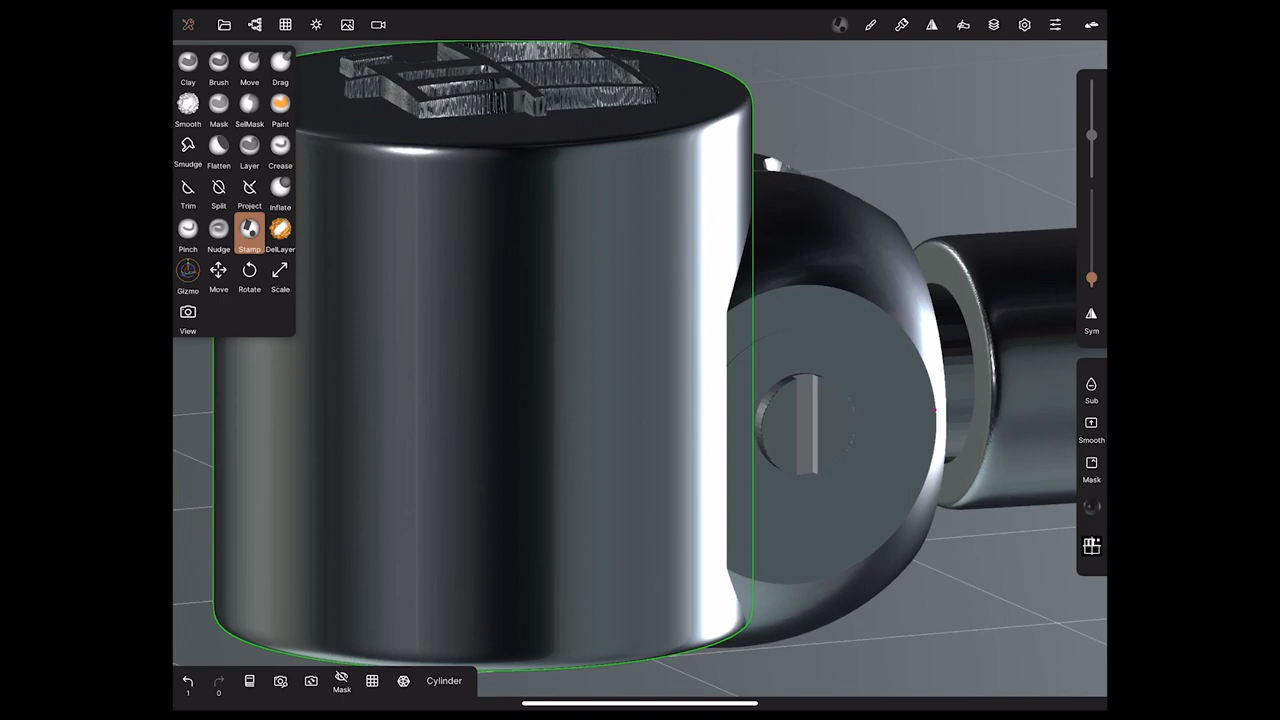 Clay Brush Move Drag
Smooth Mask SelMask Paint
Smudge Flatten Layer Crease
Trim Split Project Inflate
Pinch Nudge Stamp DelLayer
Gizmo Move Rotate Scale
View
Sym
Sub
Smooth
Mask
1 0 Mask Cylinder